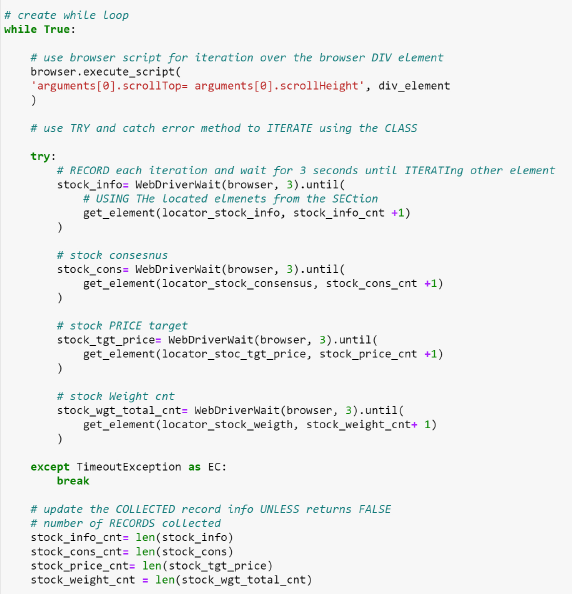 # create while loop
while True:
# use browser script for iteration over the browser DIV element
browser.execute_script(
'arguments[0].scrollTop= arguments[0].scrollHeight', div_element
)
# use TRY and catch error method to ITERATE using the CLASS
try:
# RECORD each iteration and wait for 3 seconds until ITERATIng other element
stock_info= WebDriverWait(browser, 3).until(
# USING THe located elmenets from the SECtion
get_element(locator_stock_info, stock_info_cnt +1)
)
# stock consesnus
stock_cons= WebDriverWait(browser, 3).until(
get_element(locator_stock_consensus, stock_cons_cnt +1)
)
# stock PRICE target
stock_tgt_price= WebDriverWait(browser, 3).until(
get_element(locator_stoc_tgt_price, stock_price_cnt +1)
)
# stock Weight cnt
stock_wgt_total_cnt= WebDriverWait(browser, 3).until(
get_element(locator_stock_weigth, stock_weight_cnt+ 1)
)
except TimeoutException as EC:
break
# update the COLLECTED record info UNLESS returns FALSE
# number of RECORDS collected
stock_info_cnt= len(stock_info)
stock_cons_cnt= len(stock_cons)
stock_price_cnt= len(stock_tgt_price)
stock_weight_cnt = len(stock_wgt_total_cnt)